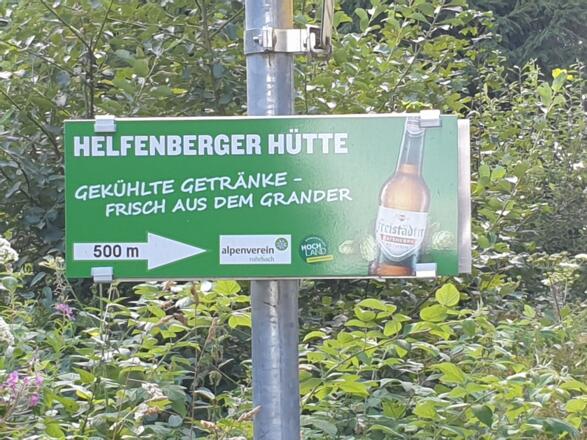 HELFENBERGER HÜTTE
GEKÜHLTE GETRÄNKE -
FRISCH AUS DEM GRANDER
500 m
alpenverein
rohrbach
HOCH
LAND
Freistädter